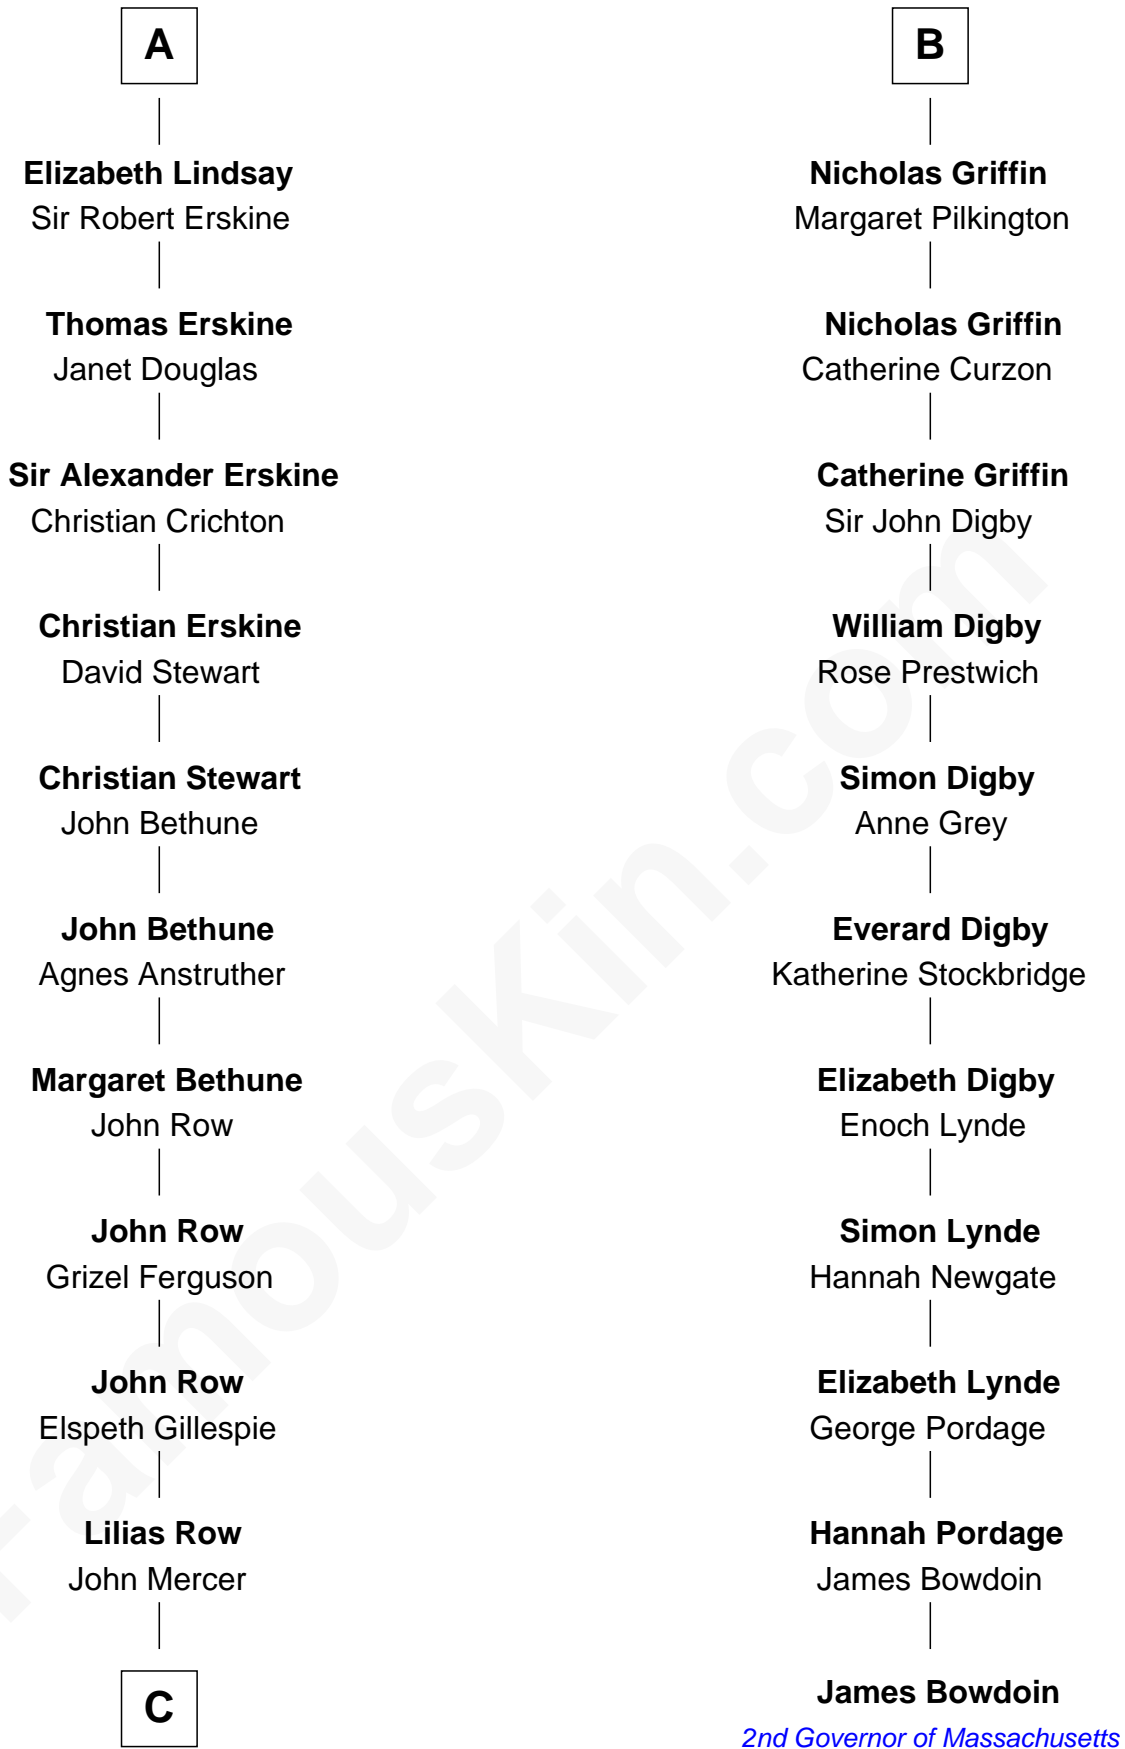 A
Elizabeth Lindsay
Sir Robert Erskine
Thomas Erskine
Janet Douglas
Sir Alexander Erskine
Christian Crichton
Christian Erskine
David Stewart
Christian Stewart
John Bethune
John Bethune
Agnes Anstruther
Margaret Bethune
John Row
John Row
Grizel Ferguson
John Row
Elspeth Gillespie
Lilias Row
John Mercer
C
B
Nicholas Griffin
Margaret Pilkington
Nicholas Griffin
Catherine Curzon
Catherine Griffin
Sir John Digby
William Digby
Rose Prestwich
Simon Digby
Anne Grey
Everard Digby
Katherine Stockbridge
Elizabeth Digby
Enoch Lynde
Simon Lynde
Hannah Newgate
Elizabeth Lynde
George Pordage
Hannah Pordage
James Bowdoin
James Bowdoin
2nd Governor of Massachusetts
FamousKin.com